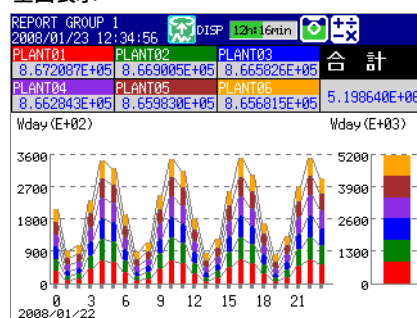 REPORT GROUP 1
2008/01/23 12:34:56 DISP 12h:16min
PLANT01 PLANT02 PLANT03 合 計
8.672087E+05 8.669005E+05 8.665826E+05
PLANT04 PLANT05 PLANT06
8.662843E+05 8.659830E+05 8.656815E+05 5.198640E+06
Wday(E+02) Wday(E+03)
3600 5200
2700 3900
1800 2600
900 1300
0 0
0 3 6 9 12 15 18 21
2008/01/22